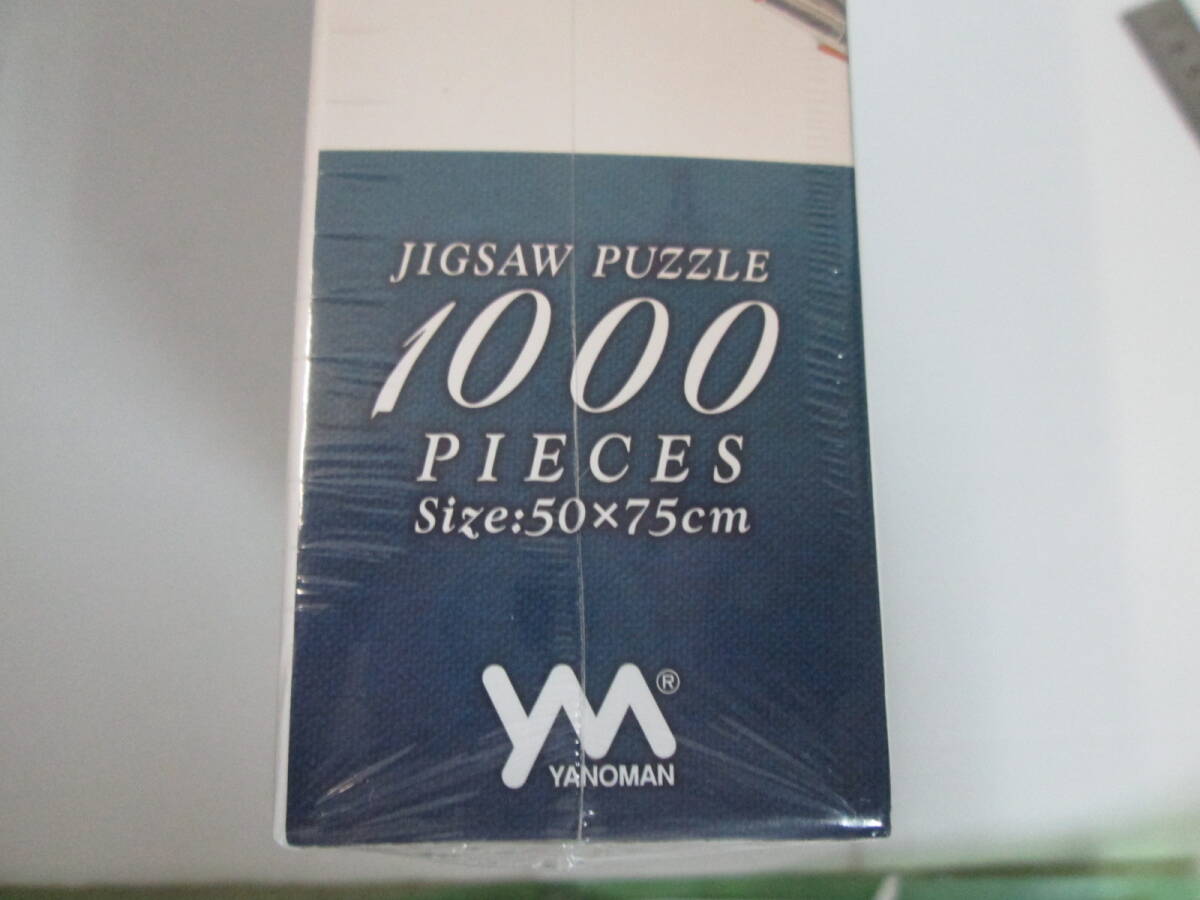 JIGSAW PUZZLE
1000
PIECES
Size:50×75cm
YM®
YANOMAN